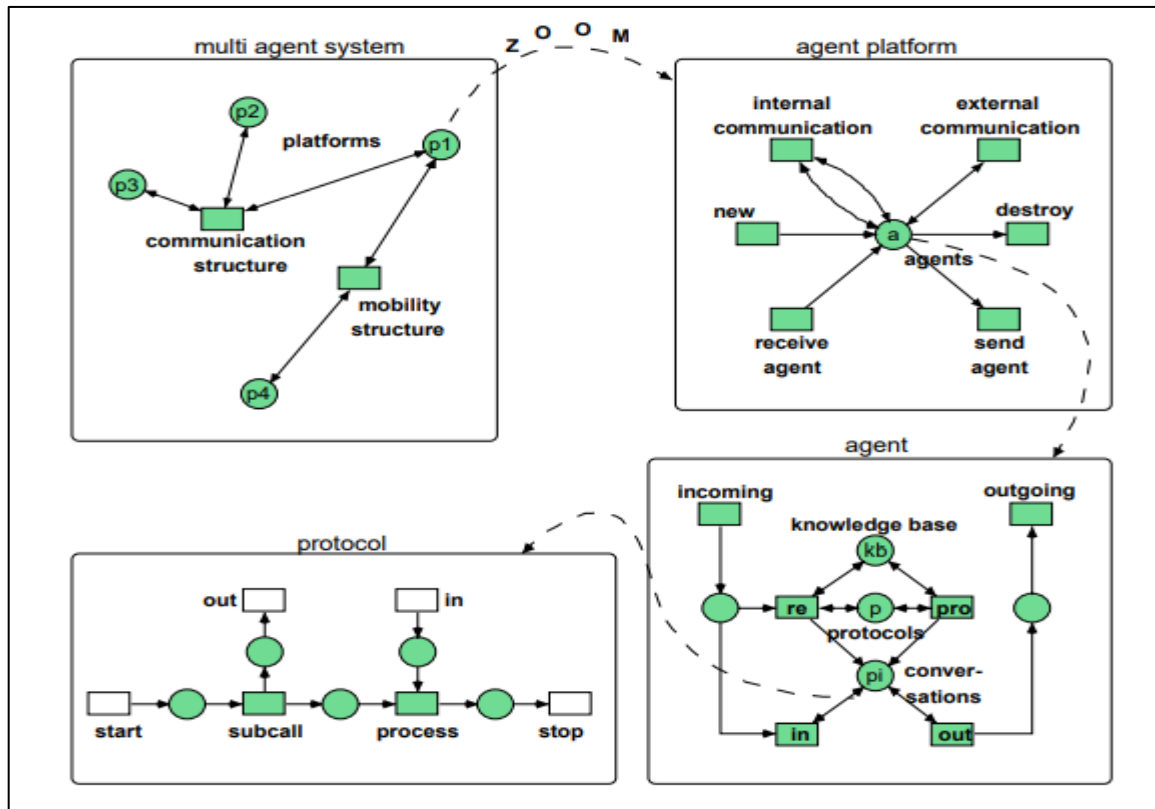 multi agent system
Z O O M
agent platform
p2
platforms
p1
p3
communication
structure
mobility
structure
p4
internal
communication
external
communication
new
destroy
a
agents
receive
agent
send
agent
agent
incoming
outgoing
knowledge base
kb
re
p
pro
protocols
pi
conver-
sations
in
out
protocol
out
in
start
subcall
process
stop